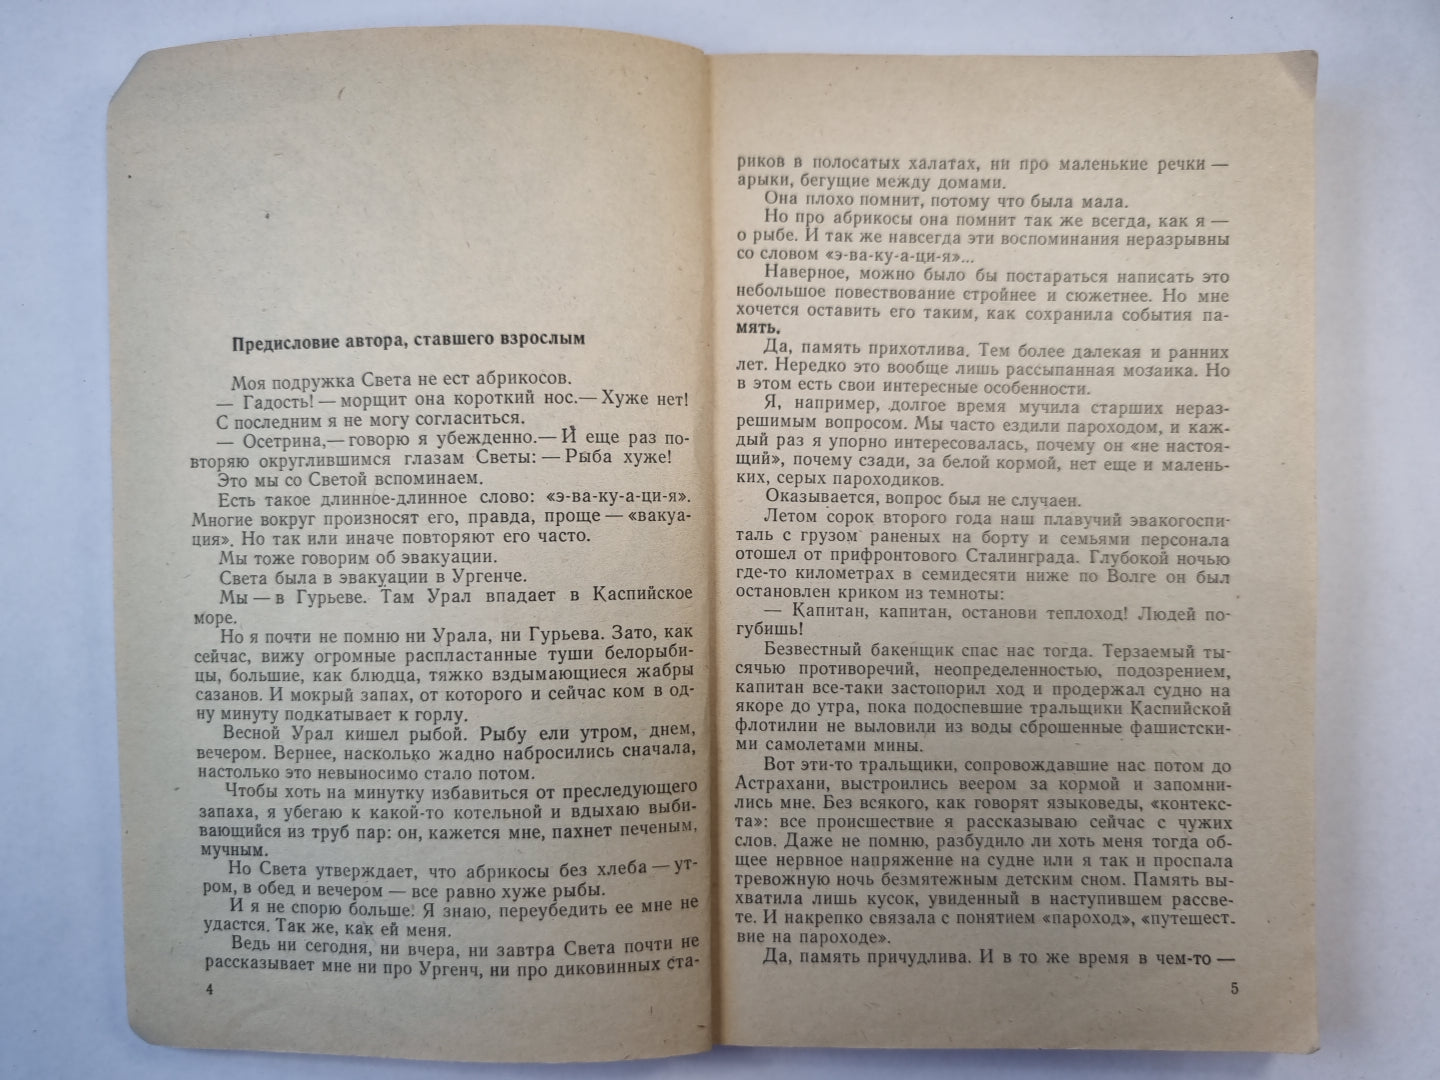 Предисловие автора, ставшего взрослым
Моя подружка Света не ест абрикосов.
— Гадость! — морщит она короткий нос.— Хуже нет!
С последним я не могу согласиться.
— Осетрина,— говорю я убежденно.— И еще раз по-
вторяю округлившимся глазам Светы: — Рыба хуже!
Это мы со Светой вспоминаем.
Есть такое длинное-длинное слово: «э-ва-ку-а-ци-я».
Многие вокруг произносят его, правда, проще — «вакуа-
ция». Но так или иначе повторяют его часто.
Мы тоже говорим об эвакуации.
Света была в эвакуации в Ургенче.
Мы — в Гурьеве. Там Урал впадает в Каспийское
море.
Но я почти не помню ни Урала, ни Гурьева. Зато, как
сейчас, вижу огромные распластанные туши белорыби-
цы, большие, как блюдца, тяжко вздымающиеся жабры
сазанов. И мокрый запах, от которого и сейчас ком в од-
ну минуту подкатывает к горлу.
Весной Урал кишел рыбой. Рыбу ели утром, днем,
вечером. Вернее, насколько жадно набросились сначала,
настолько это невыносимо стало потом.
Чтобы хоть на минутку избавиться от преследующего
запаха, я убегаю к какой-то котельной и вдыхаю выби-
вающийся из труб пар: он, кажется мне, пахнет печеным,
мучным.
Но Света утверждает, что абрикосы без хлеба — ут-
ром, в обед и вечером — все равно хуже рыбы.
И я не спорю больше. Я знаю, переубедить ее мне не
удастся. Так же, как ей меня.
Ведь ни сегодня, ни вчера, ни завтра Света почти не
рассказывает мне ни про Ургенч, ни про диковинных ста-
4
риков в полосатых халатах, ни про маленькие речки —
арыки, бегущие между домами.
Она плохо помнит, потому что была мала.
Но про абрикосы она помнит так же всегда, как я —
о рыбе. И так же навсегда эти воспоминания неразрывны
со словом «э-ва-ку-а-ци-я»...
Наверное, можно было бы постараться написать это
небольшое повествование стройнее и сюжетнее. Но мне
хочется оставить его таким, как сохранила события па-
мять.
Да, память прихотлива. Тем более далекая и ранних
лет. Нередко это вообще лишь рассыпанная мозаика. Но
в этом есть свои интересные особенности.
Я, например, долгое время мучила старших нераз-
решимым вопросом. Мы часто ездили пароходом, и каж-
дый раз я упорно интересовалась, почему он «не настоя-
щий», почему сзади, за белой кормой, нет еще и малень-
ких, серых пароходиков.
Оказывается, вопрос был не случаен.
Летом сорок второго года наш плавучий эвакогоспи-
таль с грузом раненых на борту и семьями персонала
отошел от прифронтового Сталинграда. Глубокой ночью
где-то километрах в семидесяти ниже по Волге он был
остановлен криком из темноты:
— Капитан, капитан, останови теплоход! Людей по-
губишь!
Безвестный бакенщик спас нас тогда. Терзаемый ты-
сячью противоречий, неопределенностью, подозрением,
капитан все-таки застопорил ход и продержал судно на
якоре до утра, пока подоспевшие тральщики Каспийской
флотилии не выловили из воды сброшенные фашистски-
ми самолетами мины.
Вот эти-то тральщики, сопровождавшие нас потом до
Астрахани, выстроились веером за кормой и запомни-
лись мне. Без всякого, как говорят языковеды, «контекс-
та»: все происшествие я рассказываю сейчас с чужих
слов. Даже не помню, разбудило ли хоть меня тогда об-
щее нервное напряжение на судне или я так и проспала
тревожную ночь безмятежным детским сном. Память вы-
хватила лишь кусок, увиденный в наступившем рассве-
те. И накрепко связала с понятием «пароход», «путешест-
вие на пароходе».
Да, память причудлива. И в то же время в чем-то —
5